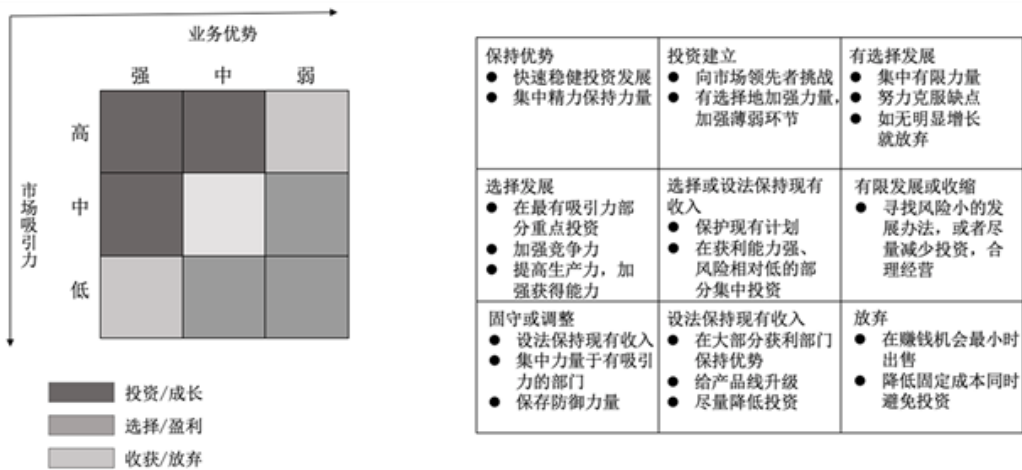 业务优势
强 中 弱
高
中
低
市场吸引力
投资/成长
选择/盈利
收获/放弃
保持优势
● 快速稳健投资发展
● 集中精力保持力量
投资建立
● 向市场领先者挑战
● 有选择地加强力量,
加强薄弱环节
有选择发展
● 集中有限力量
● 努力克服缺点
● 如无明显增长
就放弃
选择发展
● 在最有吸引力部
分重点投资
● 加强竞争力
● 提高生产力，加
强获得能力
选择或设法保持现有
收入
● 保护现有计划
● 在获利能力强、
风险相对低的部
分集中投资
有限发展或收缩
● 寻找风险小的发
展办法，或者尽
量减少投资，合
理经营
固守或调整
● 设法保持现有收入
● 集中力量于有吸引
力的部门
● 保存防御力量
设法保持现有收入
● 在大部分获利部门
保持优势
● 给产品线升级
● 尽量降低投资
放弃
● 在赚钱机会最小时
出售
● 降低固定成本同时
避免投资